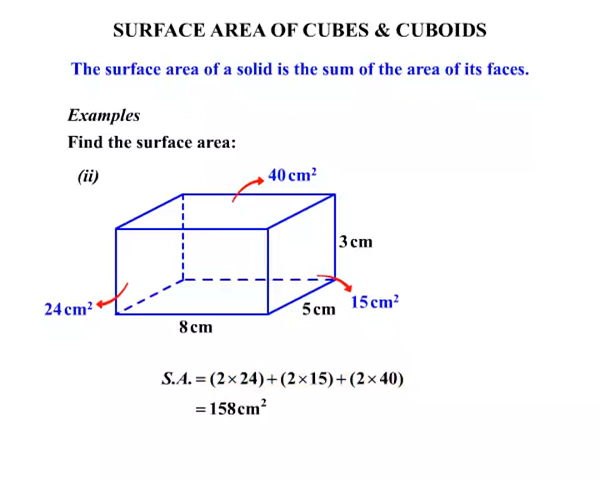 SURFACE AREA OF CUBES & CUBOIDS
The surface area of a solid is the sum of the area of its faces.
Examples
Find the surface area:
(ii)
40 cm²
3 cm
24 cm²
5 cm
15 cm²
8 cm
S.A. = (2 × 24) + (2 × 15) + (2 × 40)
= 158 cm²